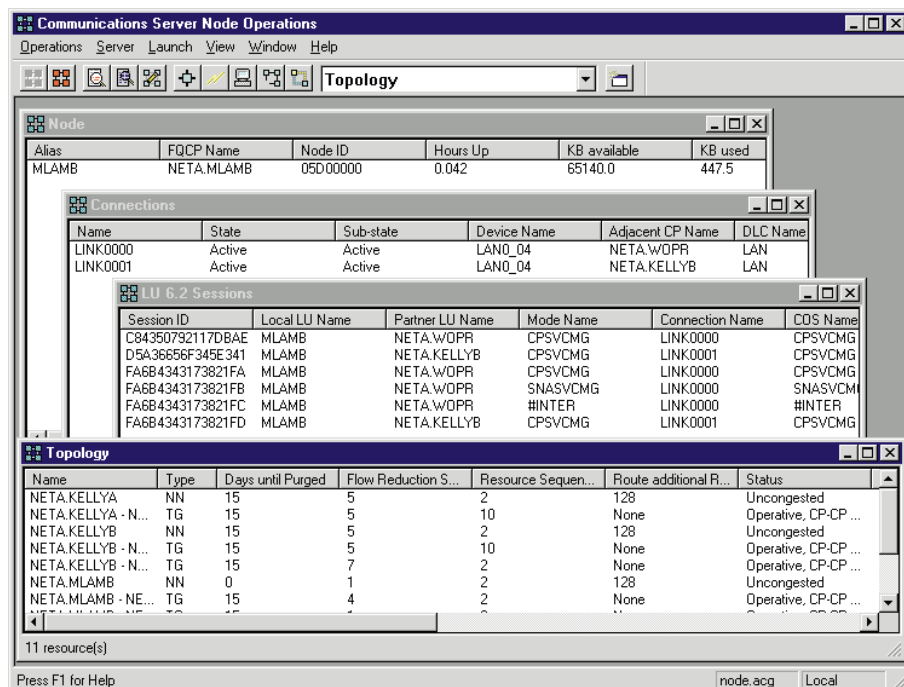 Communications Server Node Operations
Operations Server Launch View Window Help
Topology
Node
Alias FQCP Name Node ID Hours Up KB available KB used
MLAMB NETA.MLAMB 05D00000 0.042 65140.0 447.5
Connections
Name State Sub-state Device Name Adjacent CP Name DLC Name
LINK0000 Active Active LAN0_04 NETA.WOPR LAN
LINK0001 Active Active LAN0_04 NETA.KELLYB LAN
LU 6.2 Sessions
Session ID Local LU Name Partner LU Name Mode Name Connection Name COS Name
C84350792117DBAE MLAMB NETA.WOPR CPSVCMG LINK0000 CPSVCMG
D5A36656F345E341 MLAMB NETA.KELLYB CPSVCMG LINK0001 CPSVCMG
FA6B4343173821FA MLAMB NETA.WOPR CPSVCMG LINK0000 CPSVCMG
FA6B4343173821FB MLAMB NETA.WOPR SNASVCMG LINK0000 SNASVCM
FA6B4343173821FC MLAMB NETA.WOPR #INTER LINK0000 #INTER
FA6B4343173821FD MLAMB NETA.KELLYB CPSVCMG LINK0001 CPSVCMG
Topology
Name Type Days until Purged Flow Reduction S... Resource Sequen... Route additional R... Status
NETA.KELLYA NN 15 5 2 128 Uncongested
NETA.KELLYA - N... TG 15 5 10 None Operative, CP-CP ...
NETA.KELLYB NN 15 5 2 128 Uncongested
NETA.KELLYB - N... TG 15 5 10 None Operative, CP-CP ...
NETA.KELLYB - N... TG 15 7 2 None Operative, CP-CP ...
NETA.MLAMB NN 0 1 2 128 Uncongested
NETA.MLAMB - NE... TG 15 4 2 None Operative, CP-CP ...
11 resource(s)
Press F1 for Help node.acg Local